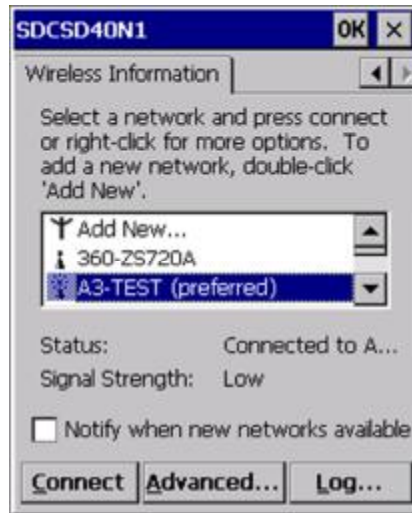 SDCSD40N1 OK ×
Wireless Information
Select a network and press connect
or right-click for more options. To
add a new network, double-click
'Add New'.
Add New...
360-ZS720A
A3-TEST (preferred)
Status: Connected to A...
Signal Strength: Low
Notify when new networks available
Connect Advanced... Log...